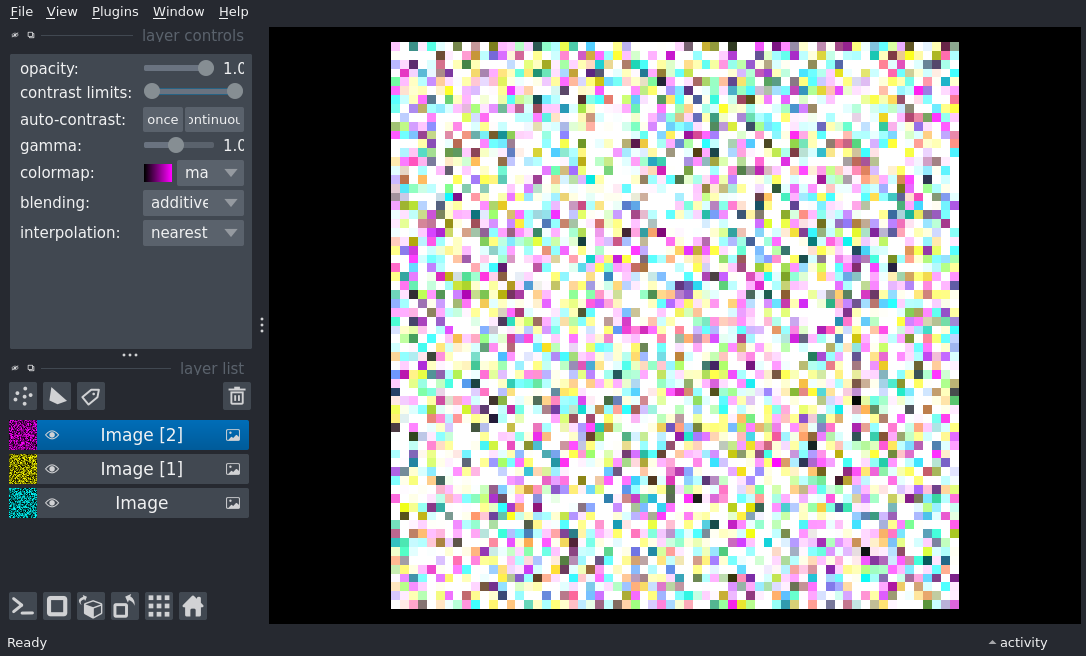 File View Plugins Window Help
layer controls
opacity: 1.0
contrast limits:
auto-contrast: once ontinuou
gamma: 1.0
colormap: ma
blending: additive
interpolation: nearest
layer list
Image [2]
Image [1]
Image
Ready
activity